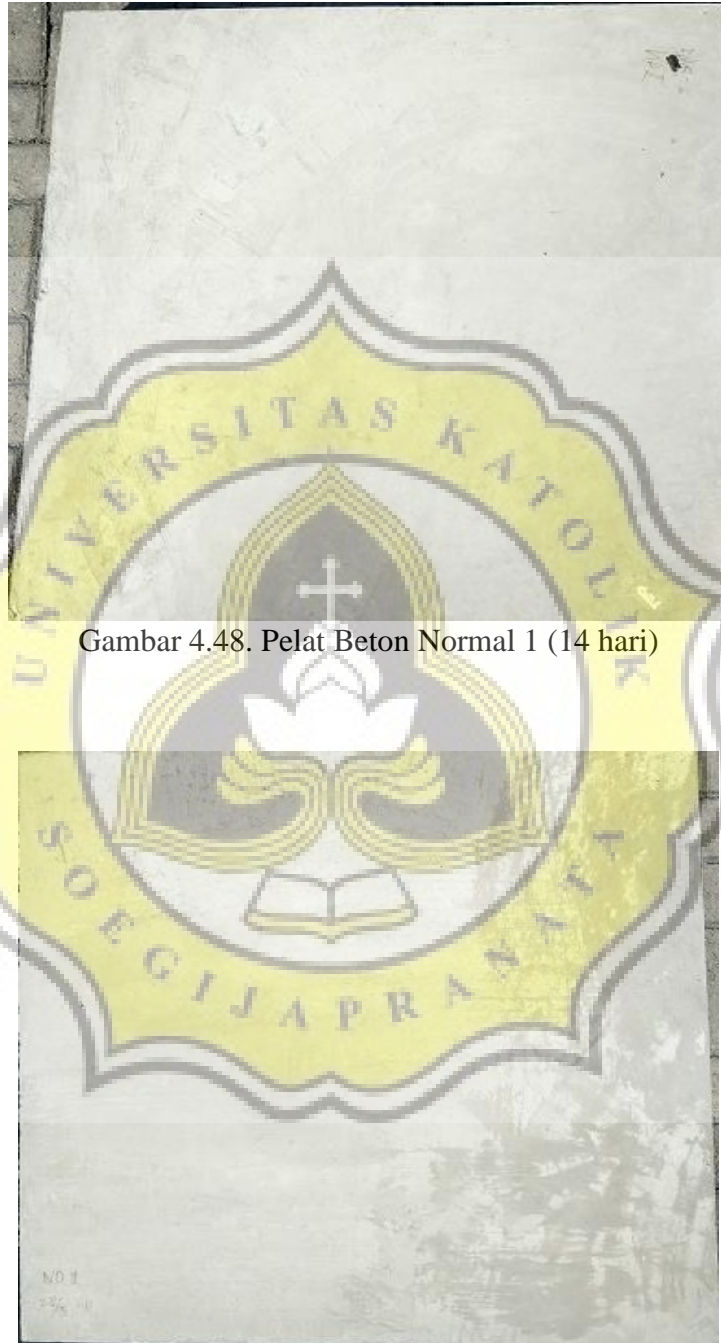 UNIVERSITAS KATOLIK
Gambar 4.48. Pelat Beton Normal 1 (14 hari)
SOEGIJAPRANATA